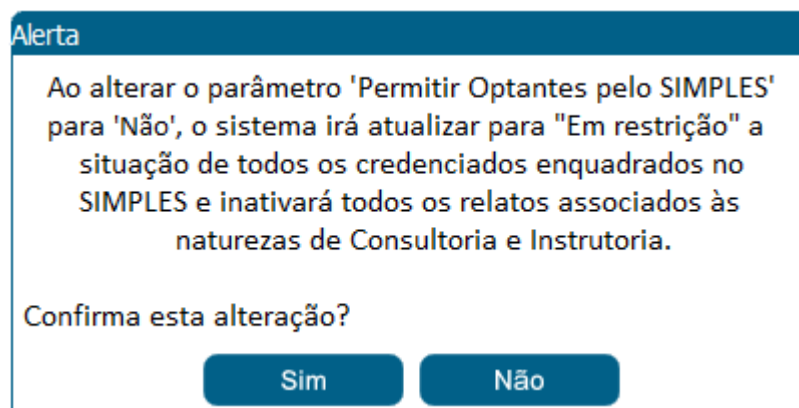 Alerta
Ao alterar o parâmetro 'Permitir Optantes pelo SIMPLES'
para 'Não', o sistema irá atualizar para "Em restrição" a
situação de todos os credenciados enquadrados no
SIMPLES e inativará todos os relatos associados às
naturezas de Consultoria e Instrutoria.
Confirma esta alteração?
Sim Não